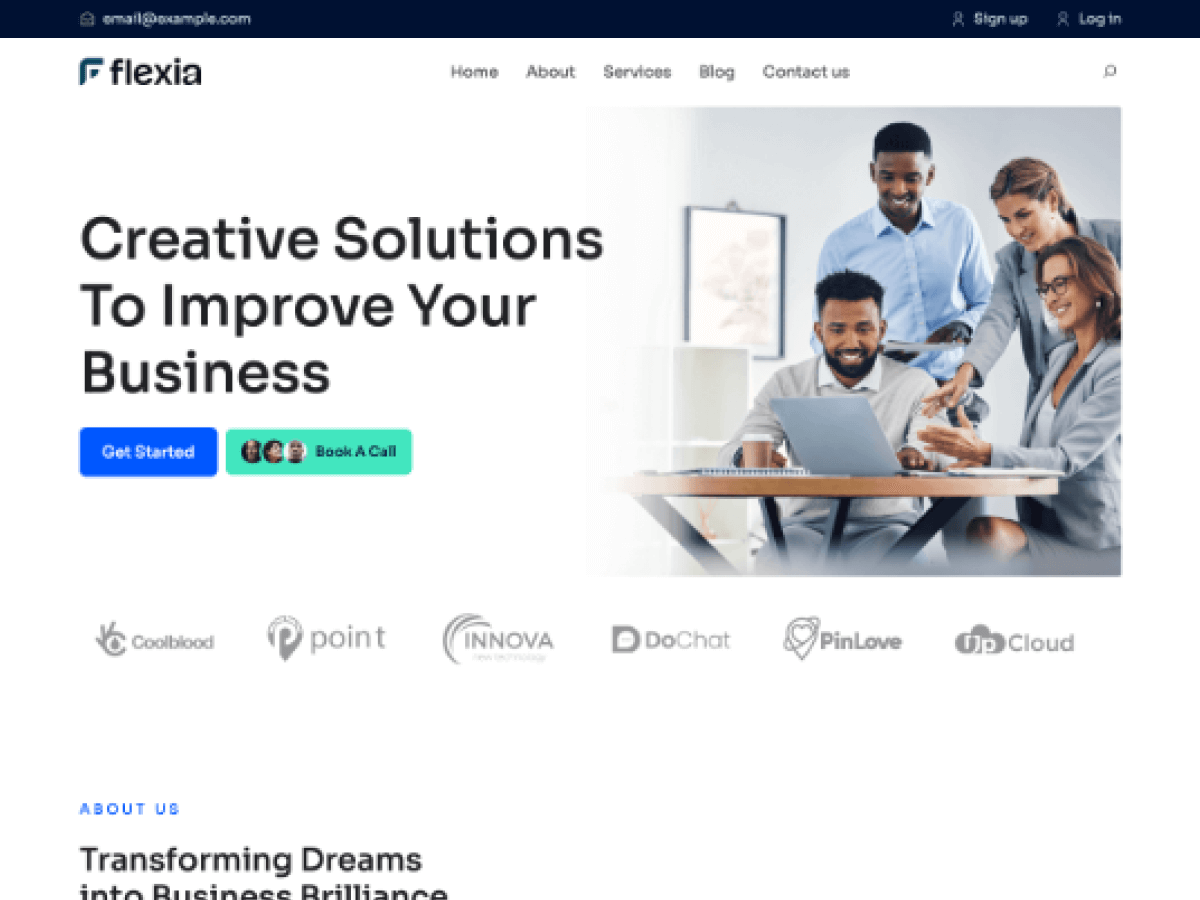 email@example.com
Sign up
Log in
flexia
Home
About
Services
Blog
Contact us
Creative Solutions
To Improve Your
Business
Get Started
Book A Call
Coolblood
point
INNOVA
new technology
DoChat
PinLove
Up Cloud
ABOUT US
Transforming Dreams
into Business Brilliance